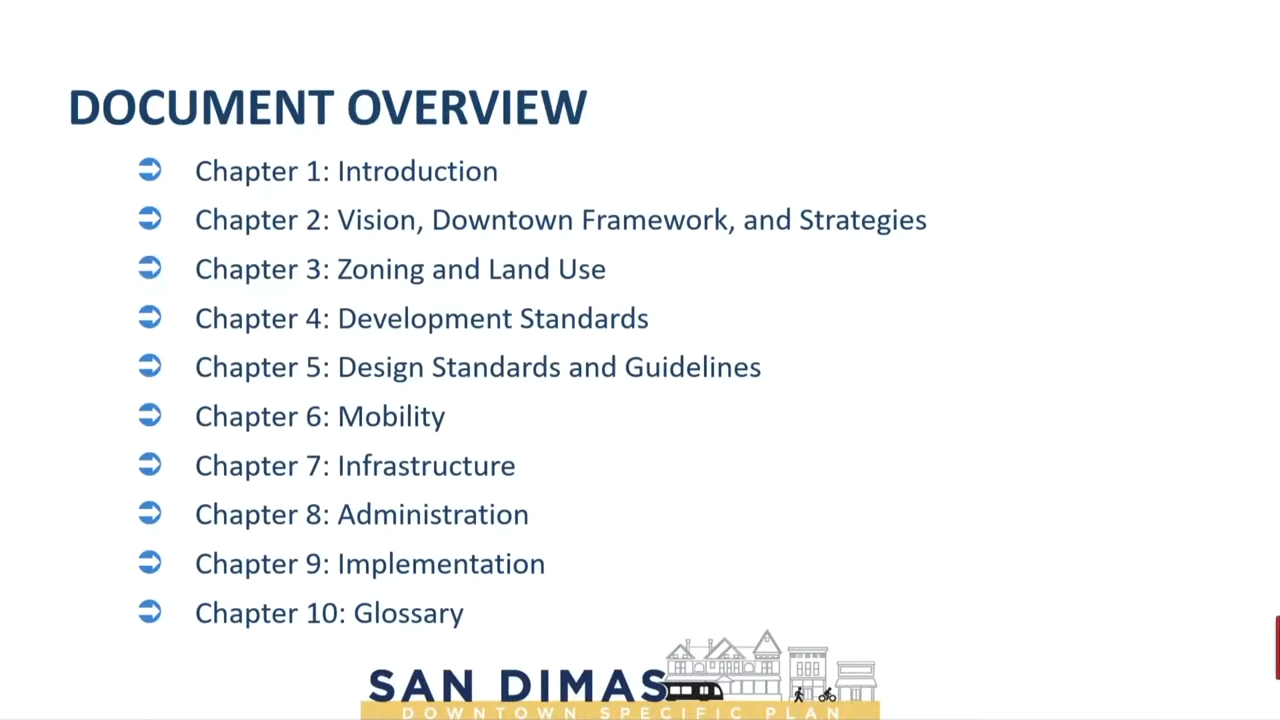 DOCUMENT OVERVIEW
Chapter 1: Introduction
Chapter 2: Vision, Downtown Framework, and Strategies
Chapter 3: Zoning and Land Use
Chapter 4: Development Standards
Chapter 5: Design Standards and Guidelines
Chapter 6: Mobility
Chapter 7: Infrastructure
Chapter 8: Administration
Chapter 9: Implementation
Chapter 10: Glossary
SAN DIMAS
DOWNTOWN SPECIFIC PLAN